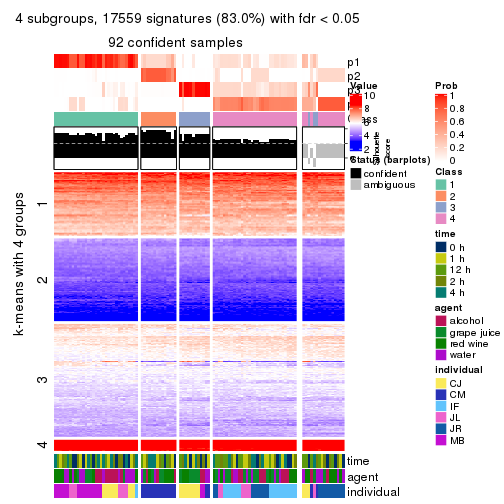 4 subgroups, 17559 signatures (83.0%) with fdr < 0.05
92 confident samples
k-means with 4 groups
1
2
3
4
p1
p2
p3
time
agent
individual
Value
10
8
6
4
2
Silhouette
score
Status (barplots)
confident
ambiguous
Prob
1
0.8
0.6
0.4
0.2
0
Class
1
2
3
4
time
0 h
1 h
12 h
2 h
4 h
agent
alcohol
grape juice
red wine
water
individual
CJ
CM
IF
JL
JR
MB